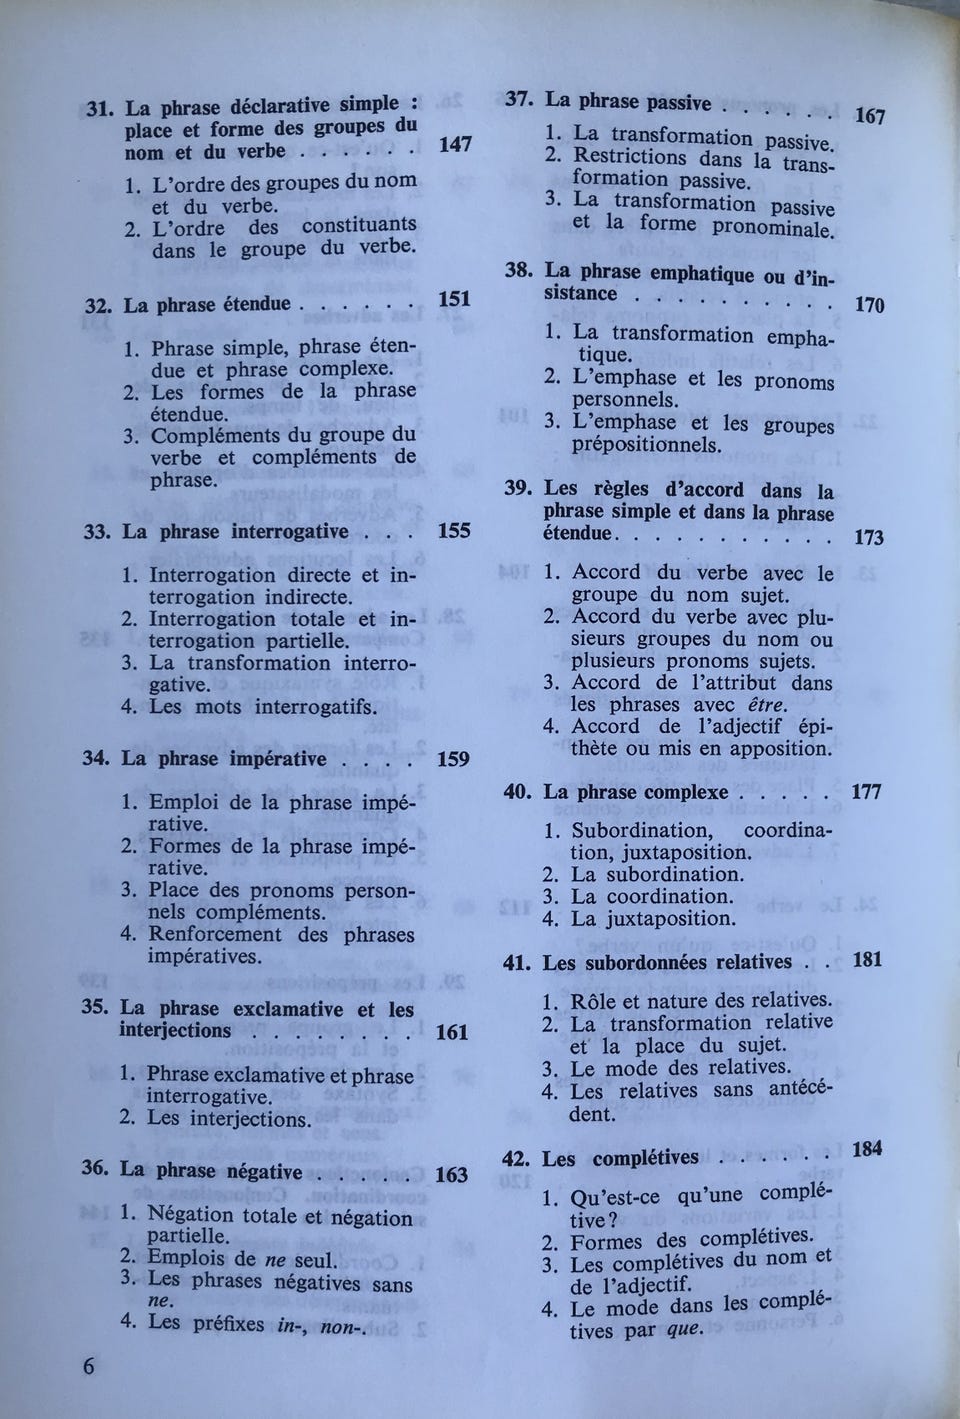 31. La phrase déclarative simple :
place et forme des groupes du
nom et du verbe . . . . . . 147
1. L'ordre des groupes du nom
et du verbe.
2. L'ordre des constituants
dans le groupe du verbe.
32. La phrase étendue . . . . . . 151
1. Phrase simple, phrase éten-
due et phrase complexe.
2. Les formes de la phrase
étendue.
3. Compléments du groupe du
verbe et compléments de
phrase.
33. La phrase interrogative . . . 155
1. Interrogation directe et in-
terrogation indirecte.
2. Interrogation totale et in-
terrogation partielle.
3. La transformation interro-
gative.
4. Les mots interrogatifs.
34. La phrase impérative . . . . 159
1. Emploi de la phrase impé-
rative.
2. Formes de la phrase impé-
rative.
3. Place des pronoms person-
nels compléments.
4. Renforcement des phrases
impératives.
35. La phrase exclamative et les
interjections . . . . . . . . 161
1. Phrase exclamative et phrase
interrogative.
2. Les interjections.
36. La phrase négative . . . . . 163
1. Négation totale et négation
partielle.
2. Emplois de ne seul.
3. Les phrases négatives sans
ne.
4. Les préfixes in-, non-.
6
37. La phrase passive . . . . . . 167
1. La transformation passive.
2. Restrictions dans la trans-
formation passive.
3. La transformation passive
et la forme pronominale.
38. La phrase emphatique ou d'in-
sistance . . . . . . . . . . 170
1. La transformation empha-
tique.
2. L'emphase et les pronoms
personnels.
3. L'emphase et les groupes
prépositionnels.
39. Les règles d'accord dans la
phrase simple et dans la phrase
étendue. . . . . . . . . . . 173
1. Accord du verbe avec le
groupe du nom sujet.
2. Accord du verbe avec plu-
sieurs groupes du nom ou
plusieurs pronoms sujets.
3. Accord de l'attribut dans
les phrases avec être.
4. Accord de l'adjectif épi-
thète ou mis en apposition.
40. La phrase complexe . . . . . 177
1. Subordination, coordina-
tion, juxtaposition.
2. La subordination.
3. La coordination.
4. La juxtaposition.
41. Les subordonnées relatives . . 181
1. Rôle et nature des relatives.
2. La transformation relative
et la place du sujet.
3. Le mode des relatives.
4. Les relatives sans antécé-
dent.
42. Les complétives . . . . . . 184
1. Qu'est-ce qu'une complé-
tive?
2. Formes des complétives.
3. Les complétives du nom et
de l'adjectif.
4. Le mode dans les complé-
tives par que.